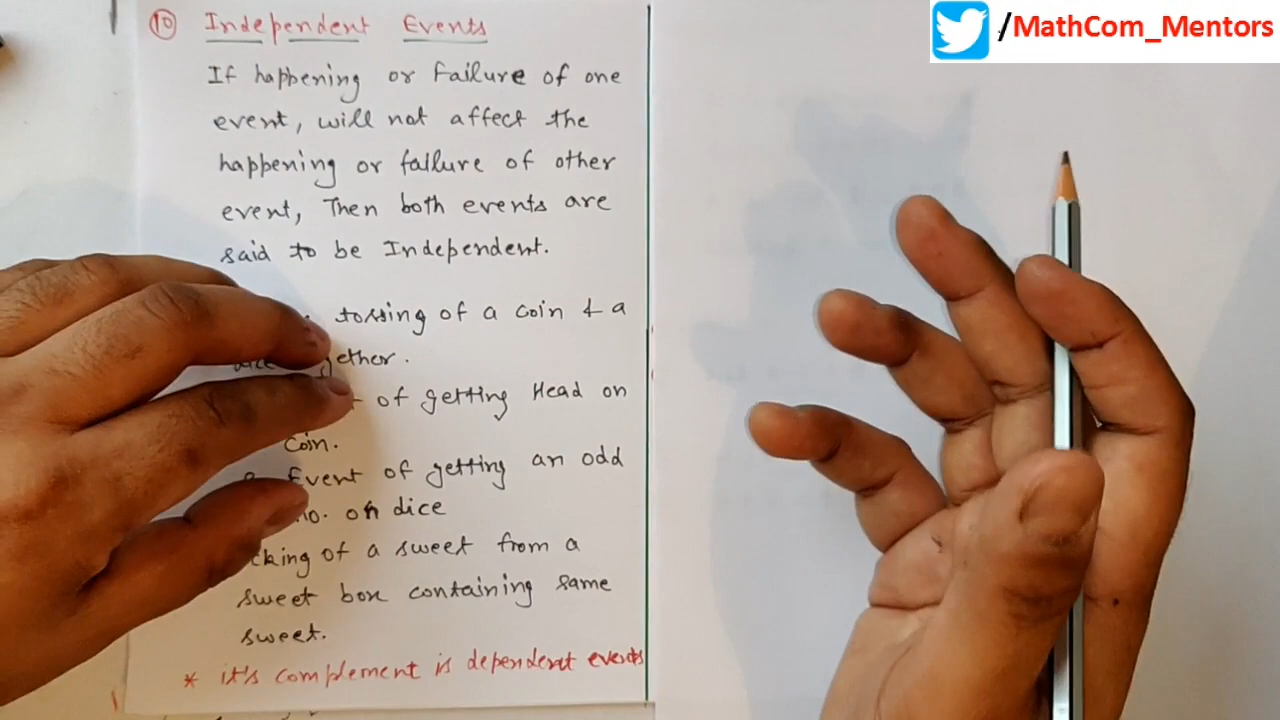 /MathCom_Mentors
10 Independent Events
If happening or failure of one
event, will not affect the
happening or failure of other
event, Then both events are
said to be Independent.
tossing of a coin & a
dice gether.
of getting Head on
coin.
Event of getting an odd
no. on dice
cking of a sweet from a
sweet box containing same
sweet.
* it's complement is dependent events